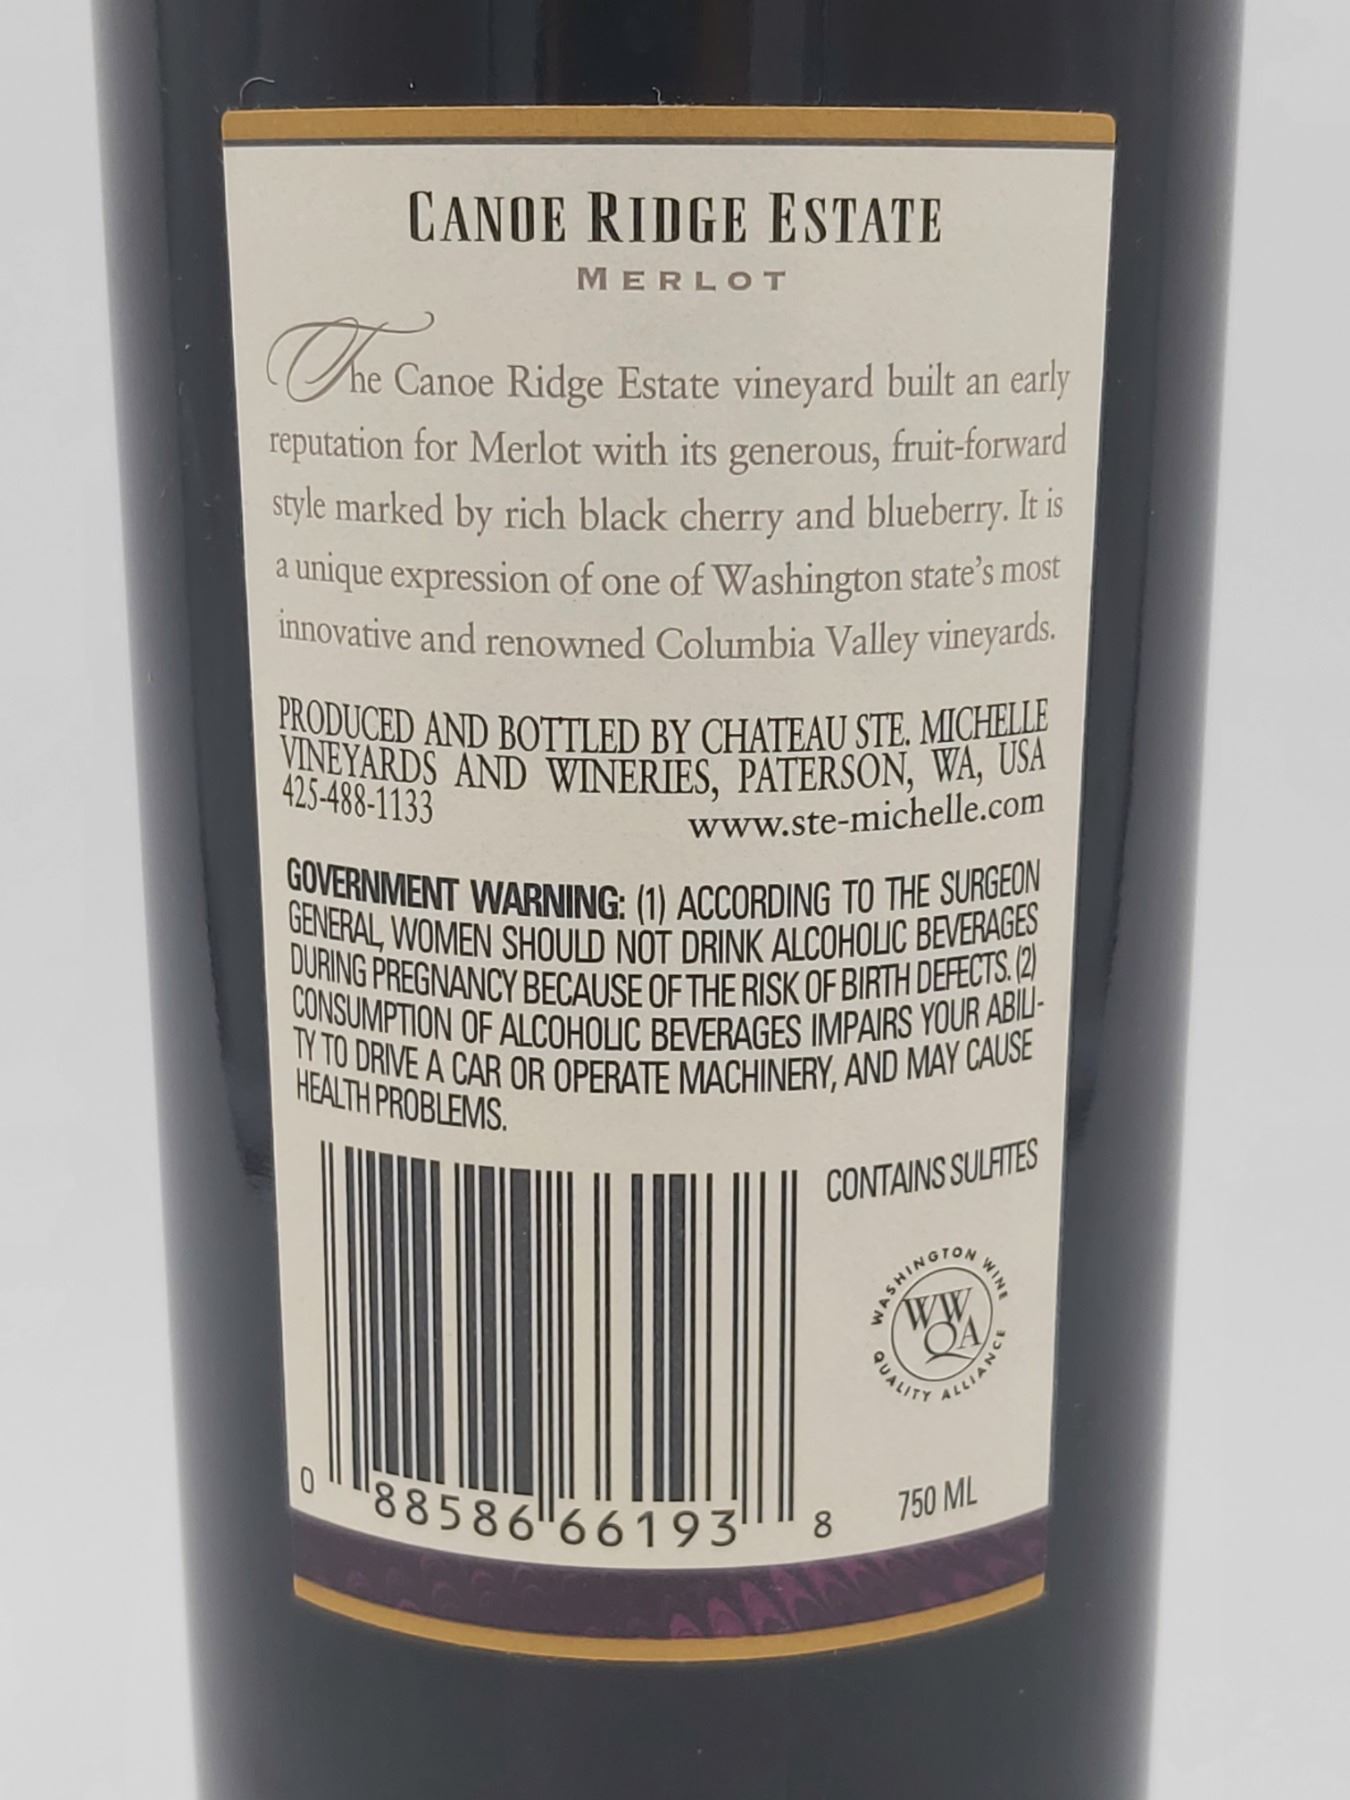 CANOE RIDGE ESTATE
MERLOT
The Canoe Ridge Estate vineyard built an early
reputation for Merlot with its generous, fruit-forward
style marked by rich black cherry and blueberry. It is
a unique expression of one of Washington state's most
innovative and renowned Columbia Valley vineyards.
PRODUCED AND BOTTLED BY CHATEAU STE. MICHELLE
VINEYARDS AND WINERIES, PATERSON, WA, USA
425-488-1133 www.ste-michelle.com
GOVERNMENT WARNING: (1) ACCORDING TO THE SURGEON
GENERAL, WOMEN SHOULD NOT DRINK ALCOHOLIC BEVERAGES
DURING PREGNANCY BECAUSE OF THE RISK OF BIRTH DEFECTS. (2)
CONSUMPTION OF ALCOHOLIC BEVERAGES IMPAIRS YOUR ABILI-
TY TO DRIVE A CAR OR OPERATE MACHINERY, AND MAY CAUSE
HEALTH PROBLEMS.
CONTAINS SULFITES
WASHINGTON WINE
WWQA
QUALITY ALLIANCE
0 88586 66193 8
750 ML